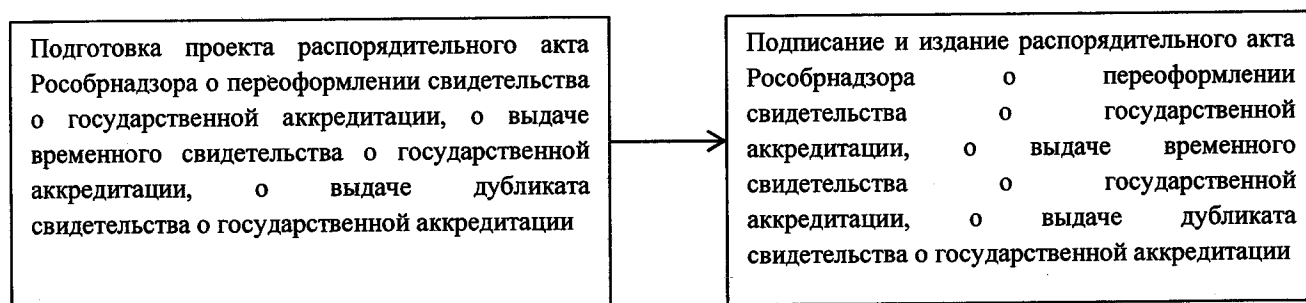 Подготовка проекта распорядительного акта
Рособрнадзора о переоформлении свидетельства
о государственной аккредитации, о выдаче
временного свидетельства о государственной
аккредитации, о выдаче дубликата
свидетельства о государственной аккредитации
Подписание и издание распорядительного акта
Рособрнадзора о переоформлении
свидетельства о государственной
аккредитации, о выдаче временного
свидетельства о государственной
аккредитации, о выдаче дубликата
свидетельства о государственной аккредитации